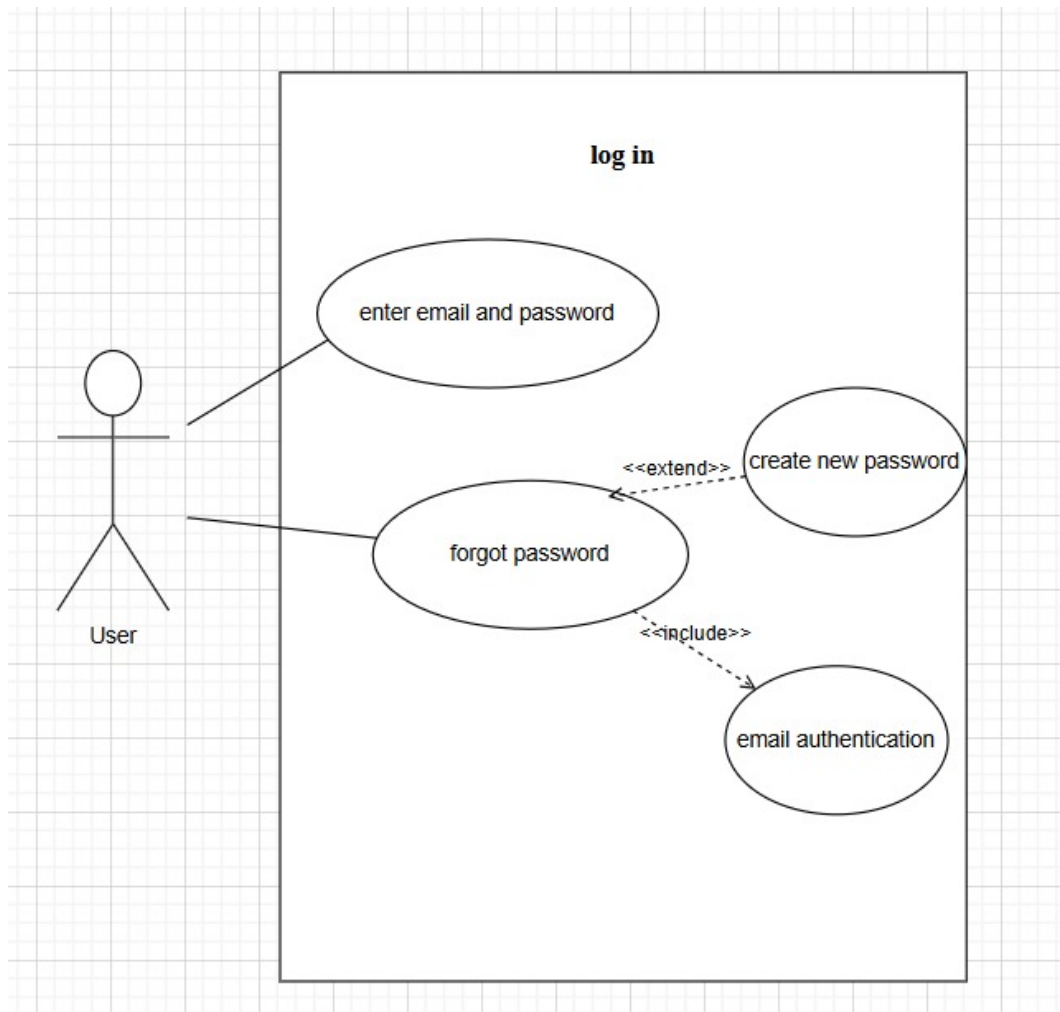 log in
enter email and password
<<extend>>
create new password
forgot password
User
<<include>>
email authentication